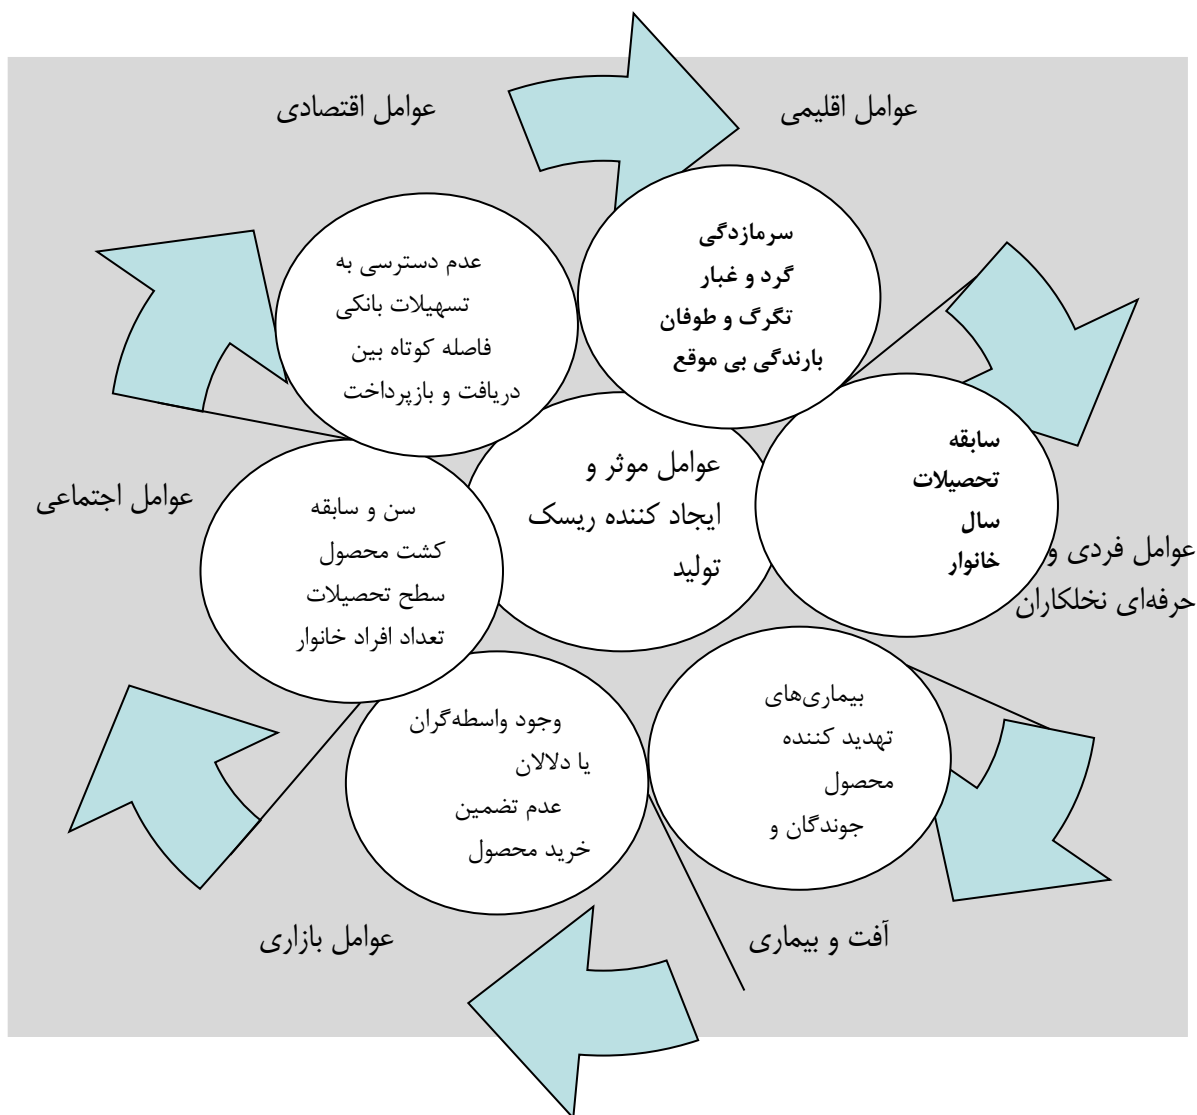 عوامل اقلیمی
عوامل اقتصادی
سرمازدگی
گرد و غبار
تگرگ و طوفان
بارندگی بی موقع
عدم دسترسی به
تسهیلات بانکی
فاصله کوتاه بین
دریافت و بازپرداخت
سابقه
تحصیلات
سال
خانوار
عوامل موثر و
ایجاد کننده ریسک
تولید
عوامل اجتماعی
سن و سابقه
کشت محصول
سطح تحصیلات
تعداد افراد خانوار
عوامل فردی و
حرفه‌ای نخلکاران
بیماری‌های
تهدید کننده
محصول
جوندگان و
وجود واسطه‌گران
یا دلالان
عدم تضمین
خرید محصول
آفت و بیماری
عوامل بازاری